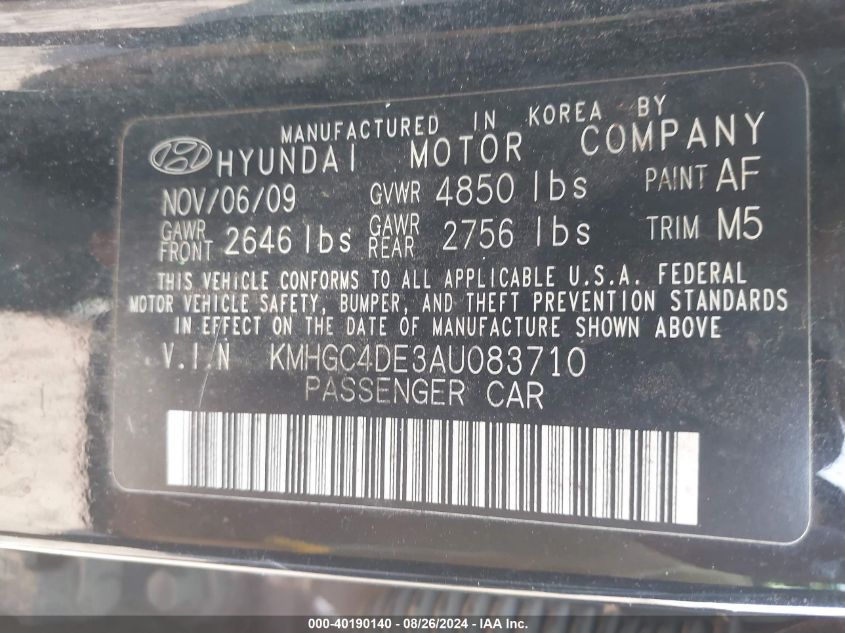 MANUFACTURED IN KOREA BY
HYUNDAI MOTOR COMPANY
NOV/06/09 GVWR 4850 lbs PAINT AF
GAWR FRONT 2646 lbs GAWR REAR 2756 lbs TRIM M5
THIS VEHICLE CONFORMS TO ALL APPLICABLE U.S.A. FEDERAL
MOTOR VEHICLE SAFETY, BUMPER, AND THEFT PREVENTION STANDARDS
IN EFFECT ON THE DATE OF MANUFACTURE SHOWN ABOVE
V.I.N KMHGC4DE3AU083710
PASSENGER CAR
000-40190140 - 08/26/2024 - IAA Inc.